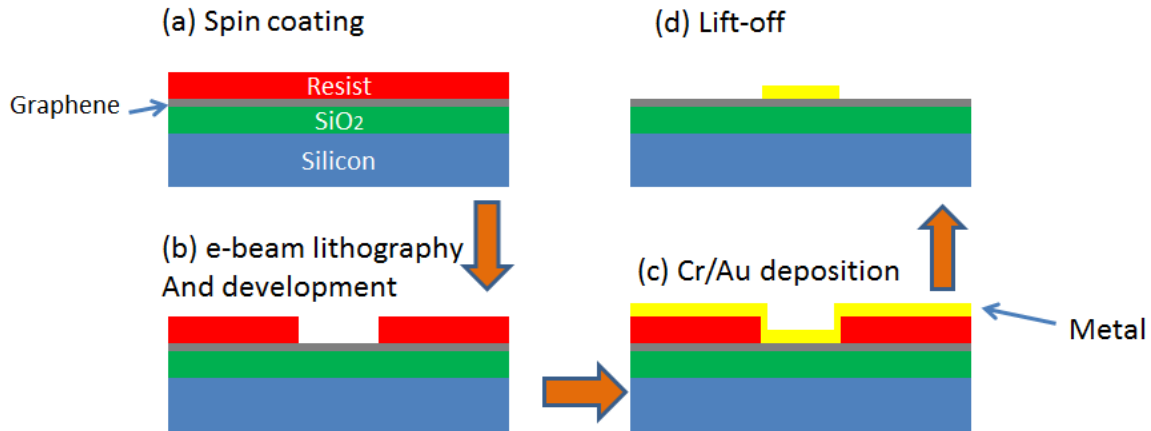 (a) Spin coating
Resist
Graphene
SiO₂
Silicon
(b) e-beam lithography
And development
(c) Cr/Au deposition
Metal
(d) Lift-off